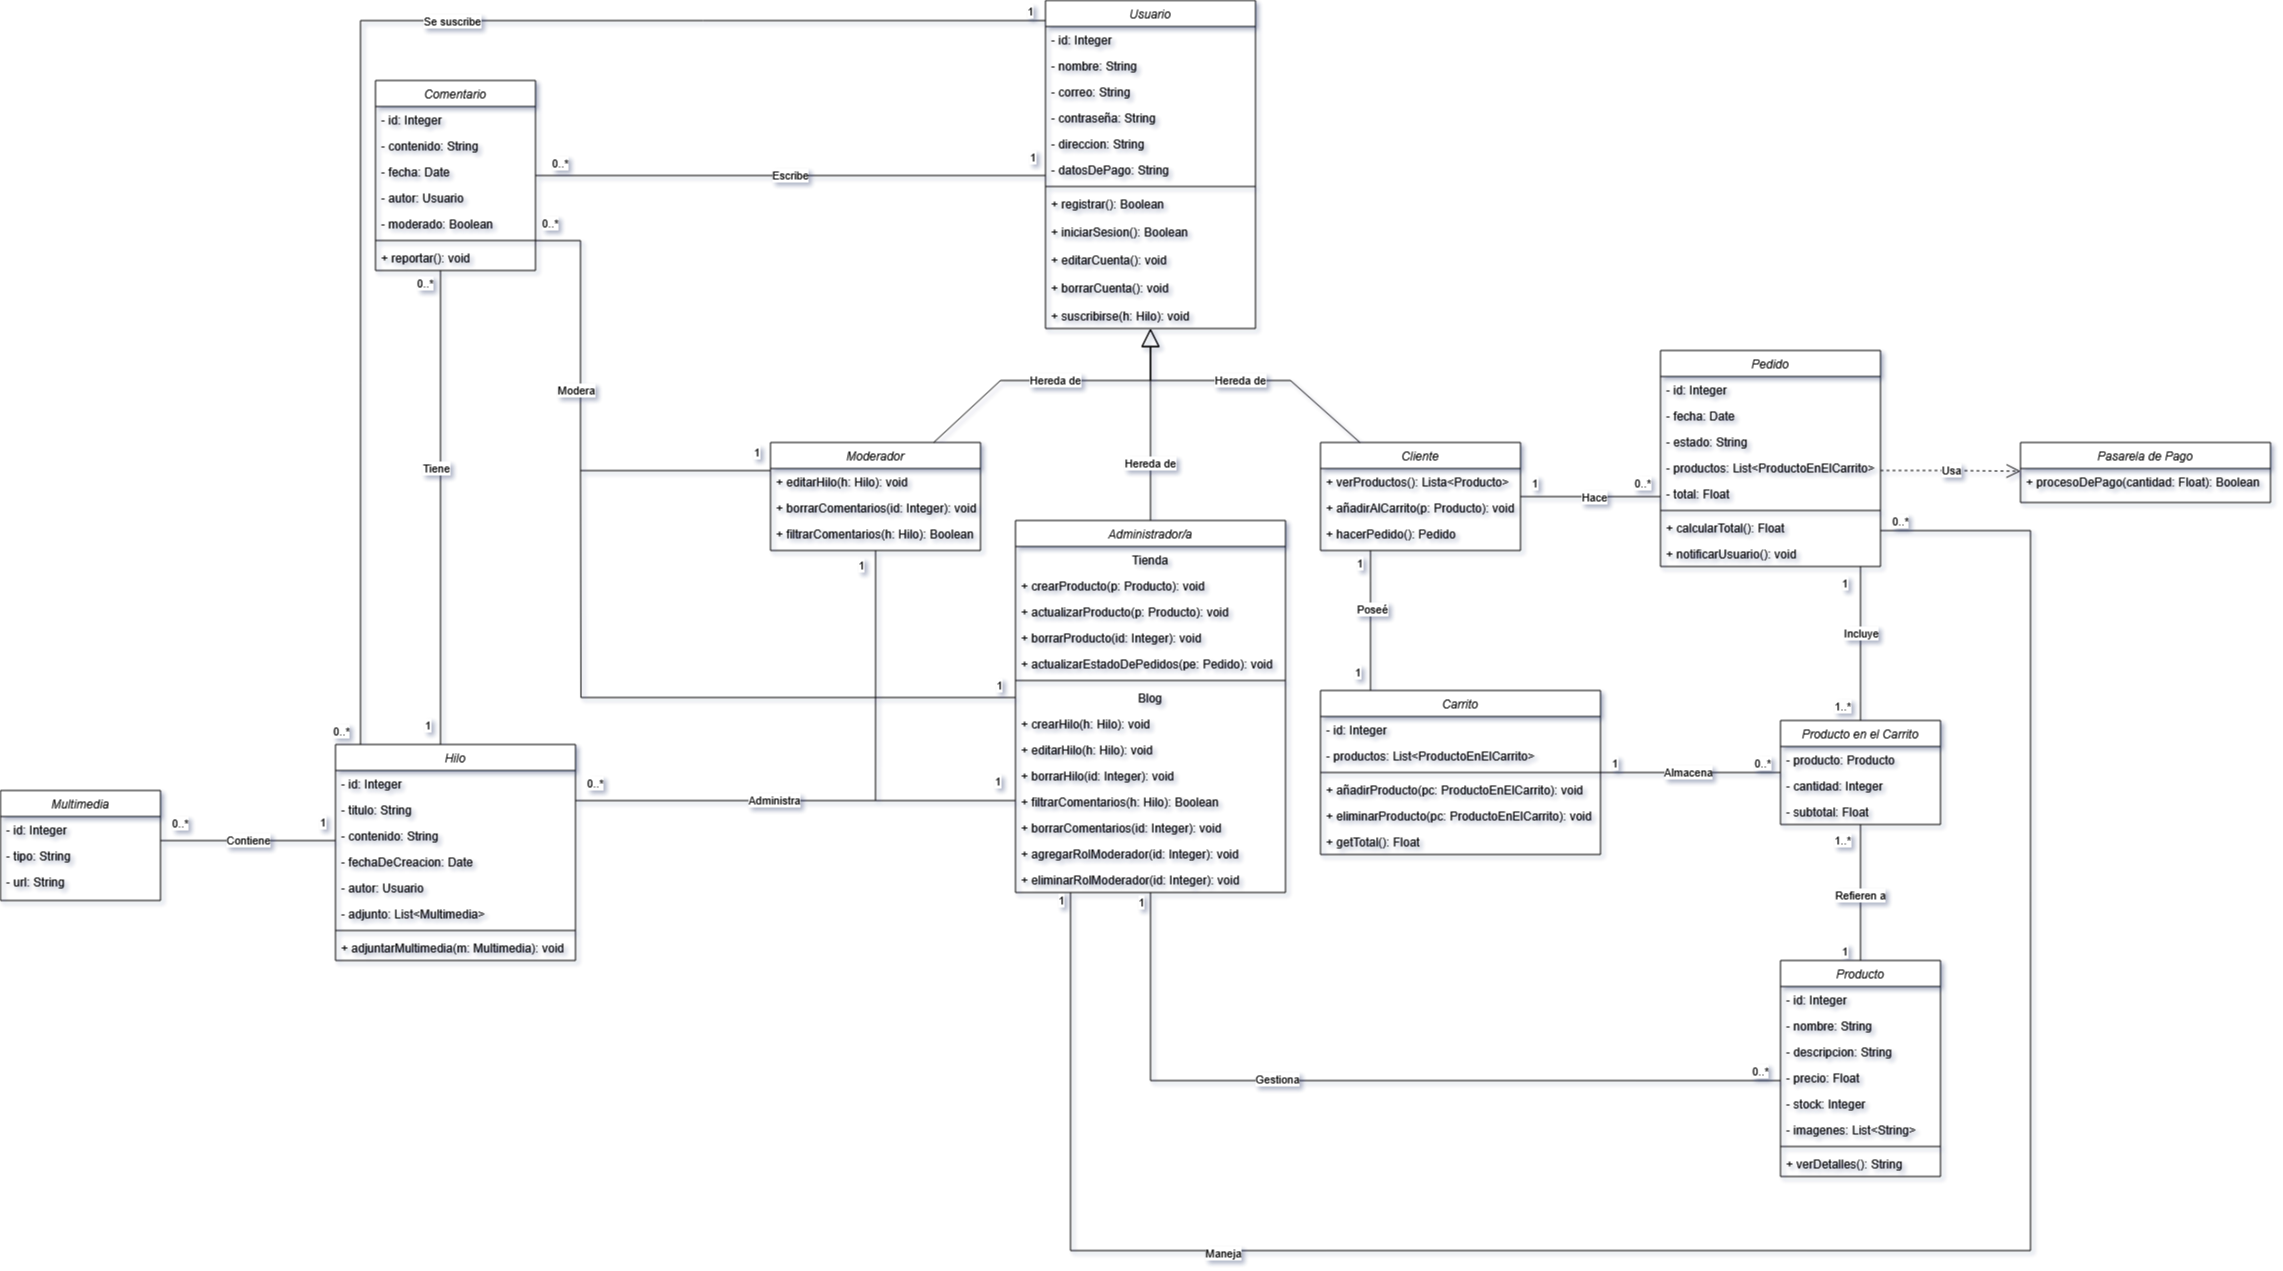 Se suscribe
1
Usuario
- id: Integer
- nombre: String
- correo: String
- contraseña: String
- direccion: String
- datosDePago: String
+ registrar(): Boolean
+ iniciarSesion(): Boolean
+ editarCuenta(): void
+ borrarCuenta(): void
+ suscribirse(h: Hilo): void
Comentario
- id: Integer
- contenido: String
- fecha: Date
- autor: Usuario
- moderado: Boolean
+ reportar(): void
0..*
Escribe
1
0..*
0..*
Modera
Tiene
Hereda de
Hereda de
Hereda de
1
Moderador
+ editarHilo(h: Hilo): void
+ borrarComentarios(id: Integer): void
+ filtrarComentarios(h: Hilo): Boolean
1
Cliente
+ verProductos(): Lista<Producto>
+ añadirAlCarrito(p: Producto): void
+ hacerPedido(): Pedido
1
Hace
0..*
Pedido
- id: Integer
- fecha: Date
- estado: String
- productos: List<ProductoEnElCarrito>
- total: Float
+ calcularTotal(): Float
+ notificarUsuario(): void
Usa
Pasarela de Pago
+ procesoDePago(cantidad: Float): Boolean
0..*
1
Incluye
1..*
Administrador/a
Tienda
+ crearProducto(p: Producto): void
+ actualizarProducto(p: Producto): void
+ borrarProducto(id: Integer): void
+ actualizarEstadoDePedidos(pe: Pedido): void
Blog
+ crearHilo(h: Hilo): void
+ editarHilo(h: Hilo): void
+ borrarHilo(id: Integer): void
+ filtrarComentarios(h: Hilo): Boolean
+ borrarComentarios(id: Integer): void
+ agregarRolModerador(id: Integer): void
+ eliminarRolModerador(id: Integer): void
1
1
1
Poseé
1
Carrito
- id: Integer
- productos: List<ProductoEnElCarrito>
+ añadirProducto(pc: ProductoEnElCarrito): void
+ eliminarProducto(pc: ProductoEnElCarrito): void
+ getTotal(): Float
1
Almacena
0..*
Producto en el Carrito
- producto: Producto
- cantidad: Integer
- subtotal: Float
1..*
Refieren a
1
0..*
1
Hilo
- id: Integer
- titulo: String
- contenido: String
- fechaDeCreacion: Date
- autor: Usuario
- adjunto: List<Multimedia>
+ adjuntarMultimedia(m: Multimedia): void
0..*
Administra
Multimedia
- id: Integer
- tipo: String
- url: String
0..*
Contiene
1
1
1
Gestiona
0..*
Producto
- id: Integer
- nombre: String
- descripcion: String
- precio: Float
- stock: Integer
- imagenes: List<String>
+ verDetalles(): String
Maneja